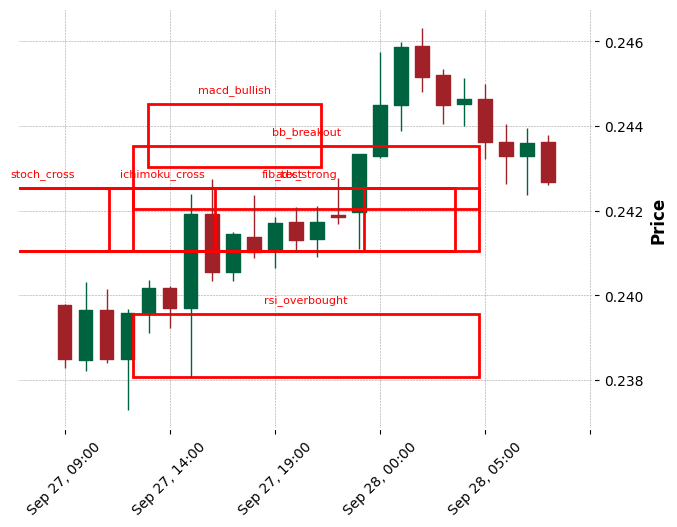 macd_bullish
bb_breakout
stoch_cross
ichimoku_cross
0.246
0.244
0.242
0.240
0.238
Price
rsi_overbought
Sep 27, 09:00
Sep 27, 14:00
Sep 27, 19:00
Sep 28, 00:00
Sep 28, 05:00